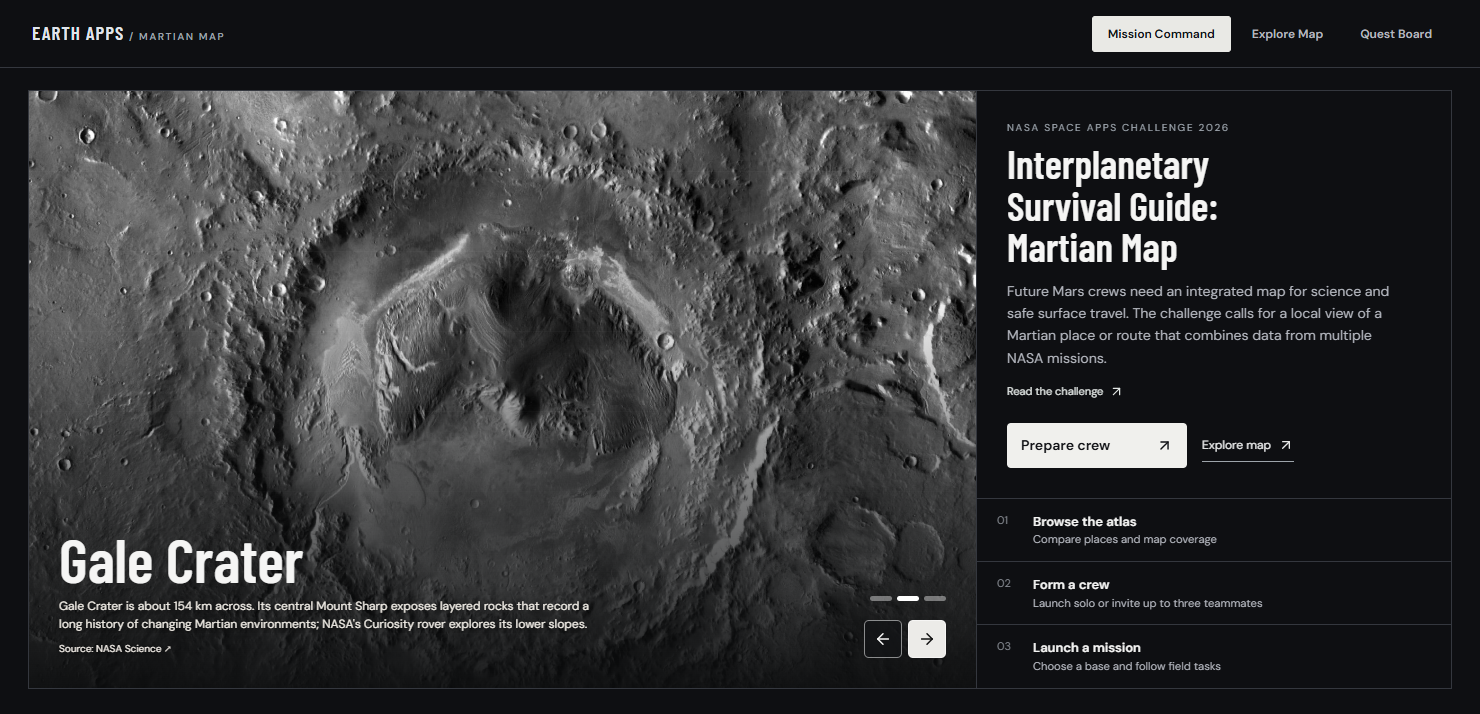 EARTH APPS / MARTIAN MAP
Mission Command
Explore Map
Quest Board
Gale Crater
Gale Crater is about 154 km across. Its central Mount Sharp exposes layered rocks that record a
long history of changing Martian environments; NASA's Curiosity rover explores its lower slopes.
Source: NASA Science ↗
NASA SPACE APPS CHALLENGE 2026
Interplanetary
Survival Guide:
Martian Map
Future Mars crews need an integrated map for science and
safe surface travel. The challenge calls for a local view of a
Martian place or route that combines data from multiple
NASA missions.
Read the challenge
Prepare crew
Explore map
01 Browse the atlas
Compare places and map coverage
02 Form a crew
Launch solo or invite up to three teammates
03 Launch a mission
Choose a base and follow field tasks